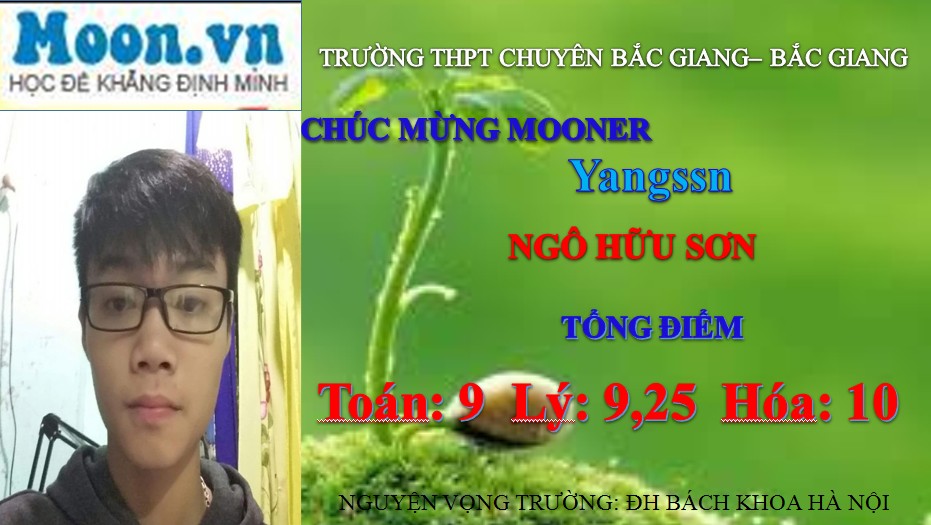 Moon.vn
HỌC ĐỂ KHẲNG ĐỊNH MÌNH
TRƯỜNG THPT CHUYÊN BẮC GIANG– BẮC GIANG
CHÚC MỪNG MOONER
Yangssn
NGÔ HỮU SƠN
TỔNG ĐIỂM
Toán: 9 Lý: 9,25 Hóa: 10
NGUYỆN VỌNG TRƯỜNG: ĐH BÁCH KHOA HÀ NỘI